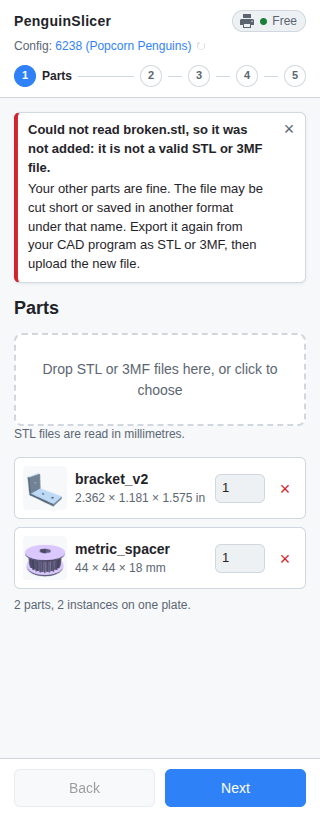 PenguinSlicer
Free
Config: 6238 (Popcorn Penguins)
1 Parts 2 3 4 5
Could not read broken.stl, so it was
not added: it is not a valid STL or 3MF
file.
×
Your other parts are fine. The file may be
cut short or saved in another format
under that name. Export it again from
your CAD program as STL or 3MF, then
upload the new file.
Parts
Drop STL or 3MF files here, or click to
choose
STL files are read in millimetres.
bracket_v2
2.362 × 1.181 × 1.575 in
1
×
metric_spacer
44 × 44 × 18 mm
1
×
2 parts, 2 instances on one plate.
Back
Next